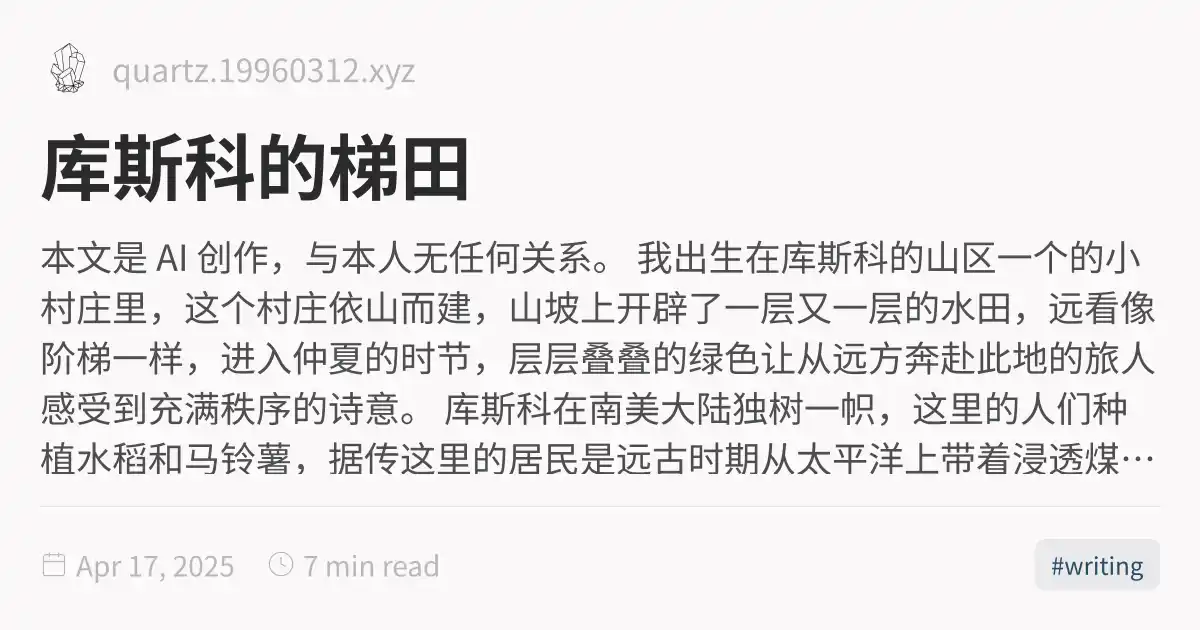 quartz.19960312.xyz
库斯科的梯田
本文是 AI 创作，与本人无任何关系。 我出生在库斯科的山区一个的小
村庄里，这个村庄依山而建，山坡上开辟了一层又一层的水田，远看像
阶梯一样，进入仲夏的时节，层层叠叠的绿色让从远方奔赴此地的旅人
感受到充满秩序的诗意。 库斯科在南美大陆独树一帜，这里的人们种
植水稻和马铃薯，据传这里的居民是远古时期从太平洋上带着浸透煤…
Apr 17, 2025 7 min read #writing